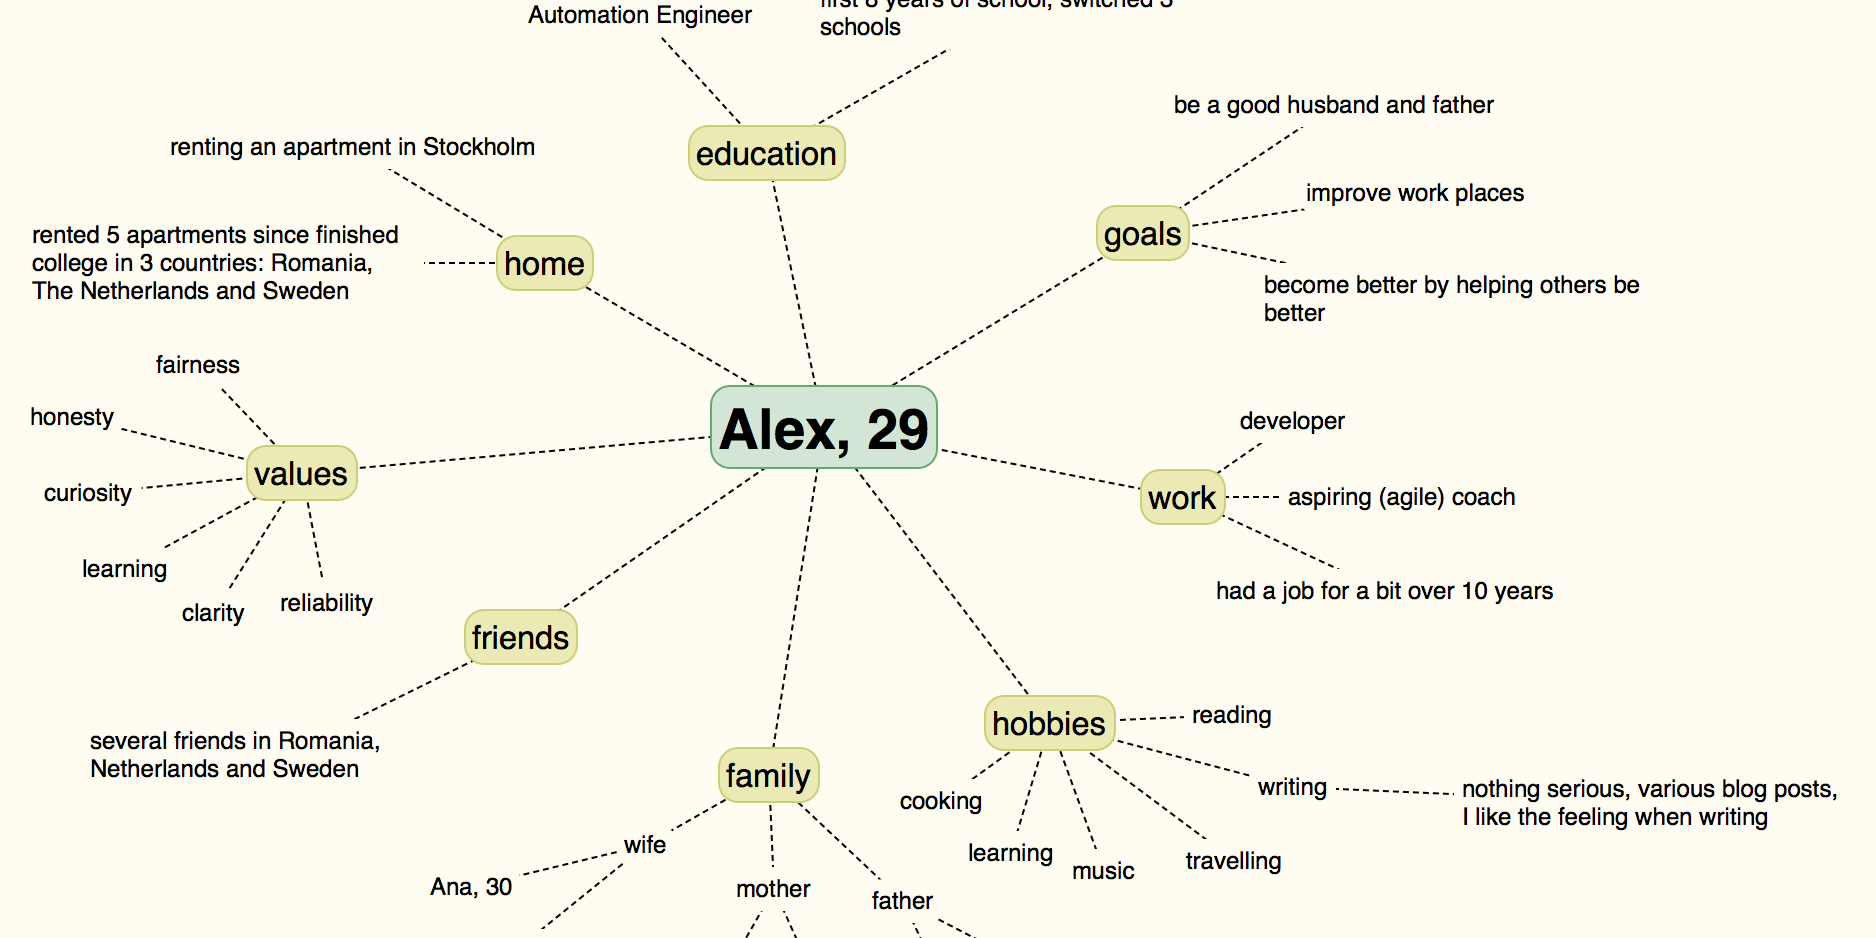 Automation Engineer
first 8 years of school, switched 3
schools
education
be a good husband and father
improve work places
goals
become better by helping others be
better
renting an apartment in Stockholm
rented 5 apartments since finished
college in 3 countries: Romania,
The Netherlands and Sweden
home
Alex, 29
fairness
honesty
values
curiosity
learning
clarity
reliability
developer
work
aspiring (agile) coach
had a job for a bit over 10 years
friends
several friends in Romania,
Netherlands and Sweden
family
wife
Ana, 30
mother
father
hobbies
reading
writing
nothing serious, various blog posts,
I like the feeling when writing
cooking
learning
music
travelling